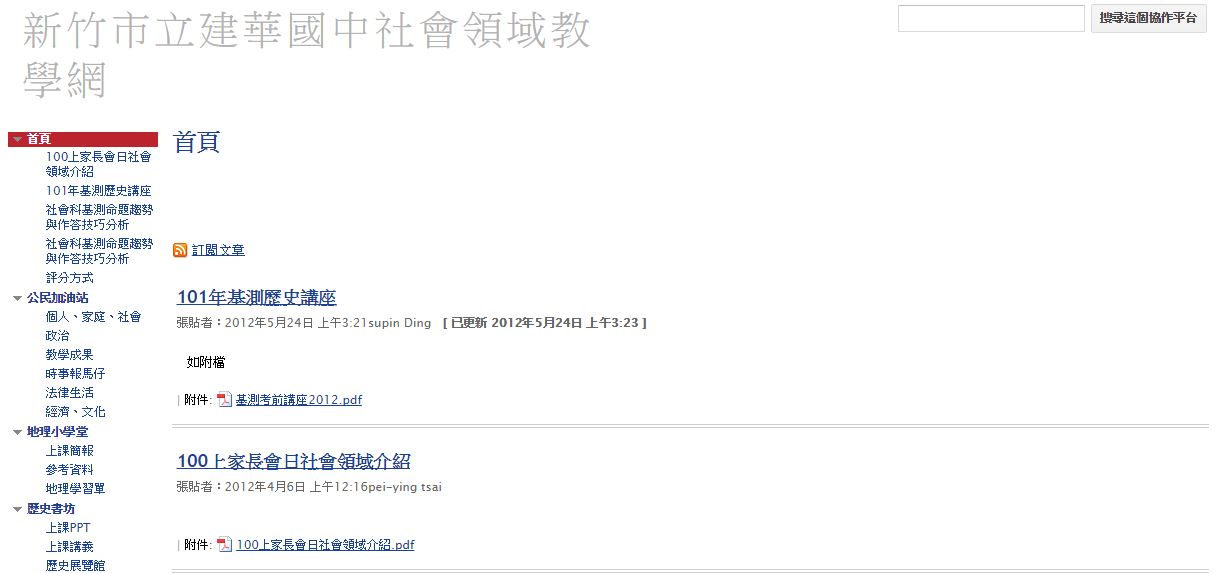 新竹市立建華國中社會領域教
學網
搜尋這個協作平台
首頁
100上家長會日社會
領域介紹
101年基測歷史講座
社會科基測命題趨勢
與作答技巧分析
社會科基測命題趨勢
與作答技巧分析
評分方式
公民加油站
個人、家庭、社會
政治
教學成果
時事報馬仔
法律生活
經濟、文化
地理小學堂
上課簡報
參考資料
地理學習單
歷史書坊
上課PPT
上課講義
歷史展覽館
首頁
訂閱文章
101年基測歷史講座
張貼者：2012年5月24日 上午3:21supin Ding [ 已更新 2012年5月24日 上午3:23 ]
如附檔
附件: 基測考前講座2012.pdf
100上家長會日社會領域介紹
張貼者：2012年4月6日 上午12:16pei-ying tsai
附件: 100上家長會日社會領域介紹.pdf